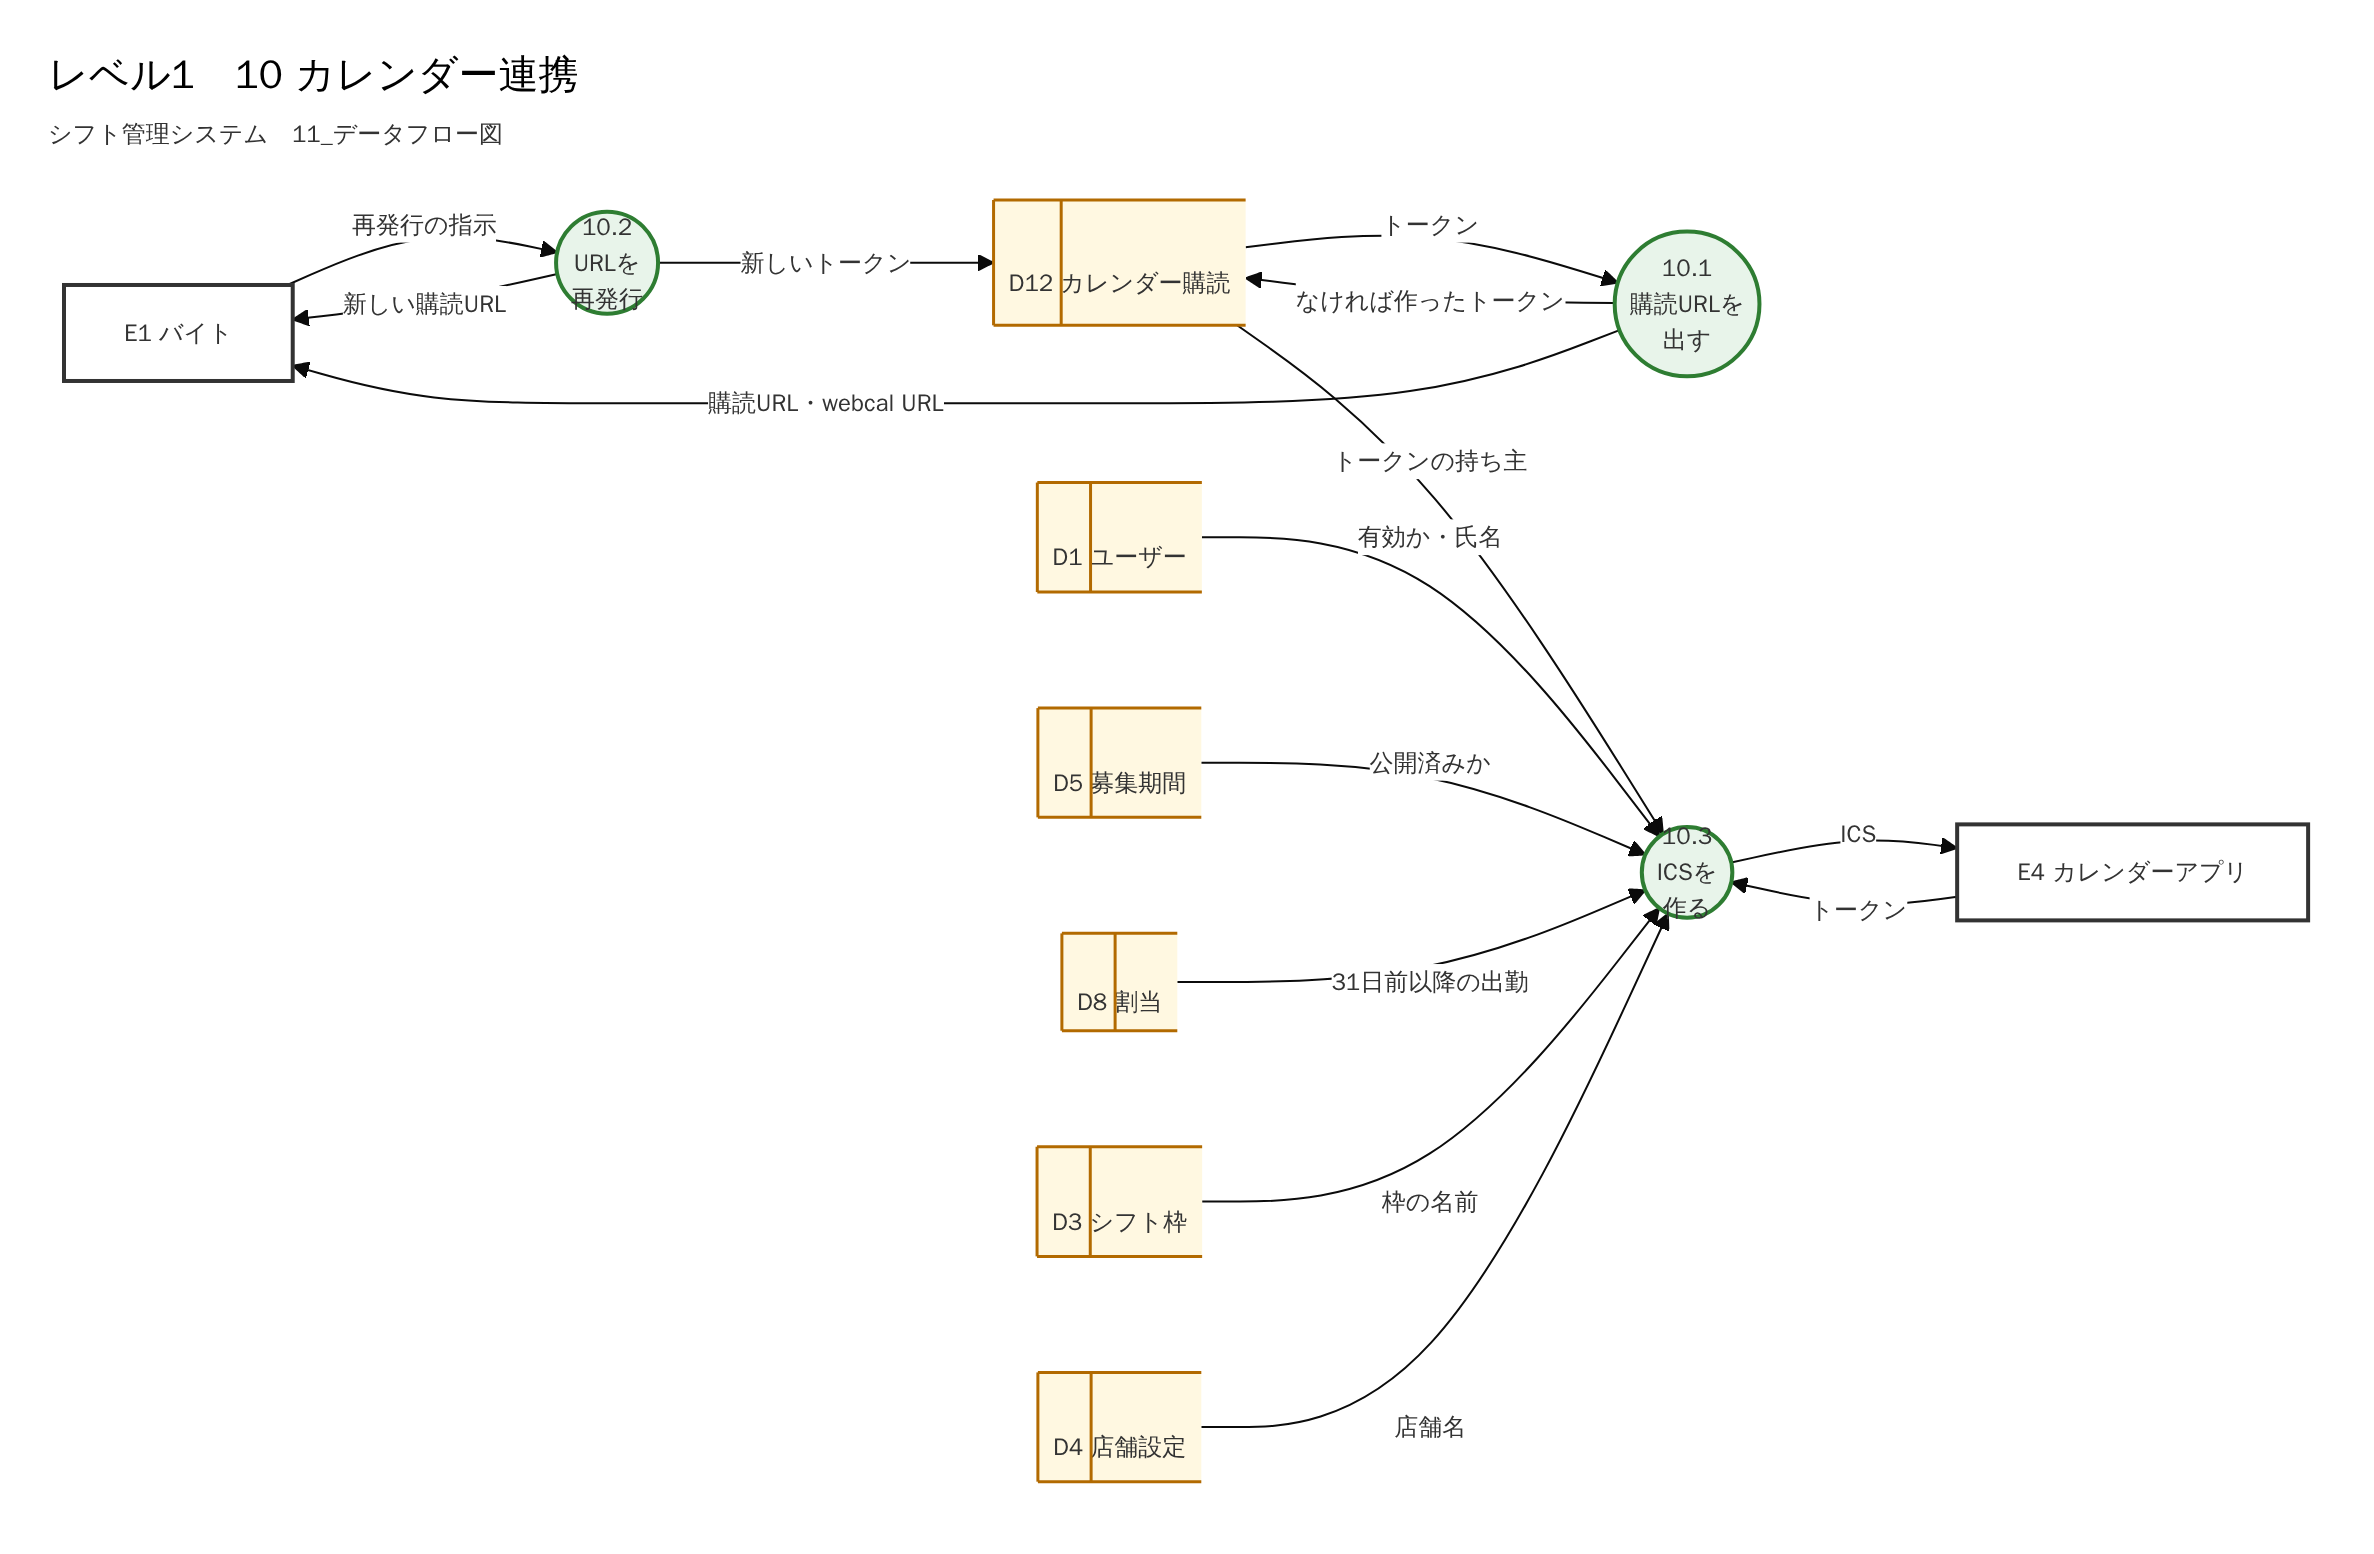 レベル1　10 カレンダー連携
シフト管理システム　11_データフロー図
再発行の指示
10.2
URLを
再発行
新しい購読URL
E1 バイト
新しいトークン
D12 カレンダー購読
トークン
なければ作ったトークン
10.1
購読URLを
出す
購読URL・webcal URL
トークンの持ち主
有効か・氏名
D1 ユーザー
公開済みか
D5 募集期間
10.3
ICSを
作る
ICS
トークン
E4 カレンダーアプリ
31日前以降の出勤
D8 割当
枠の名前
D3 シフト枠
店舗名
D4 店舗設定